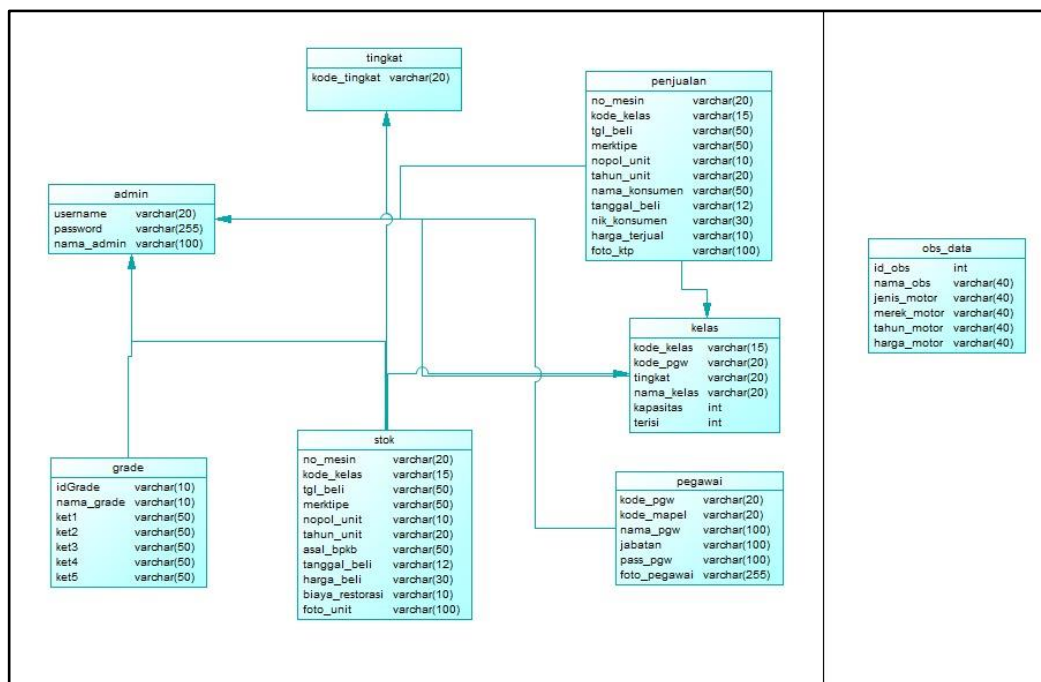 tingkat
kode_tingkat varchar(20)
penjualan
no_mesin varchar(20)
kode_kelas varchar(15)
tgl_beli varchar(50)
merktipe varchar(50)
nopol_unit varchar(10)
tahun_unit varchar(20)
nama_konsumen varchar(50)
tanggal_beli varchar(12)
nik_konsumen varchar(30)
harga_terjual varchar(10)
foto_ktp varchar(100)
admin
username varchar(20)
password varchar(255)
nama_admin varchar(100)
obs_data
id_obs int
nama_obs varchar(40)
jenis_motor varchar(40)
merek_motor varchar(40)
tahun_motor varchar(40)
harga_motor varchar(40)
kelas
kode_kelas varchar(15)
kode_pgw varchar(20)
tingkat varchar(20)
nama_kelas varchar(20)
kapasitas int
terisi int
grade
idGrade varchar(10)
nama_grade varchar(10)
ket1 varchar(50)
ket2 varchar(50)
ket3 varchar(50)
ket4 varchar(50)
ket5 varchar(50)
stok
no_mesin varchar(20)
kode_kelas varchar(15)
tgl_beli varchar(50)
merktipe varchar(50)
nopol_unit varchar(10)
tahun_unit varchar(20)
asal_bpkb varchar(50)
tanggal_beli varchar(12)
harga_beli varchar(30)
biaya_restorasi varchar(10)
foto_unit varchar(100)
pegawai
kode_pgw varchar(20)
kode_mapel varchar(20)
nama_pgw varchar(100)
jabatan varchar(100)
pass_pgw varchar(100)
foto_pegawai varchar(255)